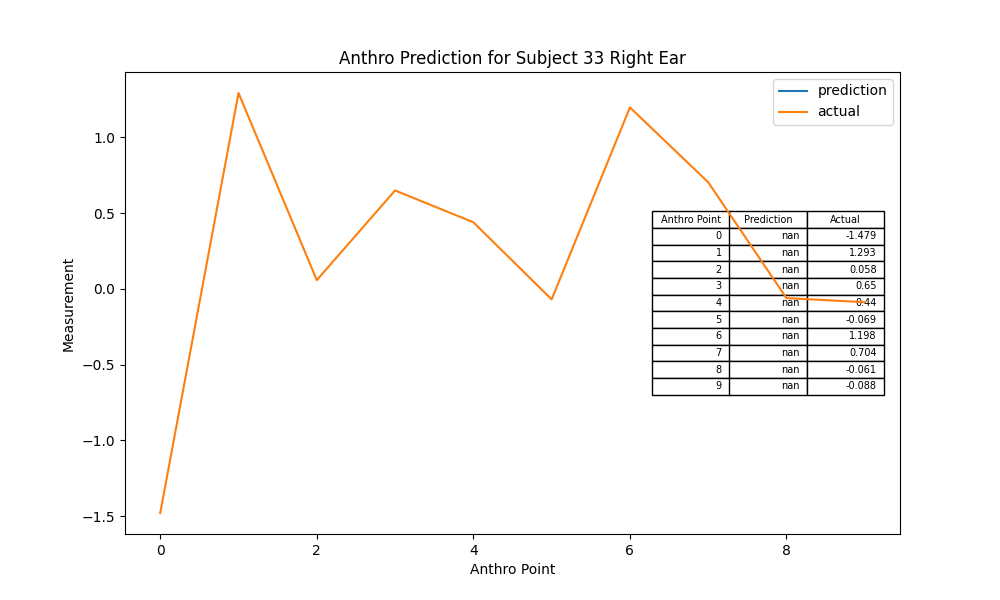 Anthro Prediction for Subject 33 Right Ear
prediction
actual
1.0
0.5
0.0
−0.5
−1.0
−1.5
Measurement
Anthro Point Prediction Actual
0 nan -1.479
1 nan 1.293
2 nan 0.058
3 nan 0.65
4 nan 0.44
5 nan -0.069
6 nan 1.198
7 nan 0.704
8 nan -0.061
9 nan -0.088
0 2 4 6 8
Anthro Point